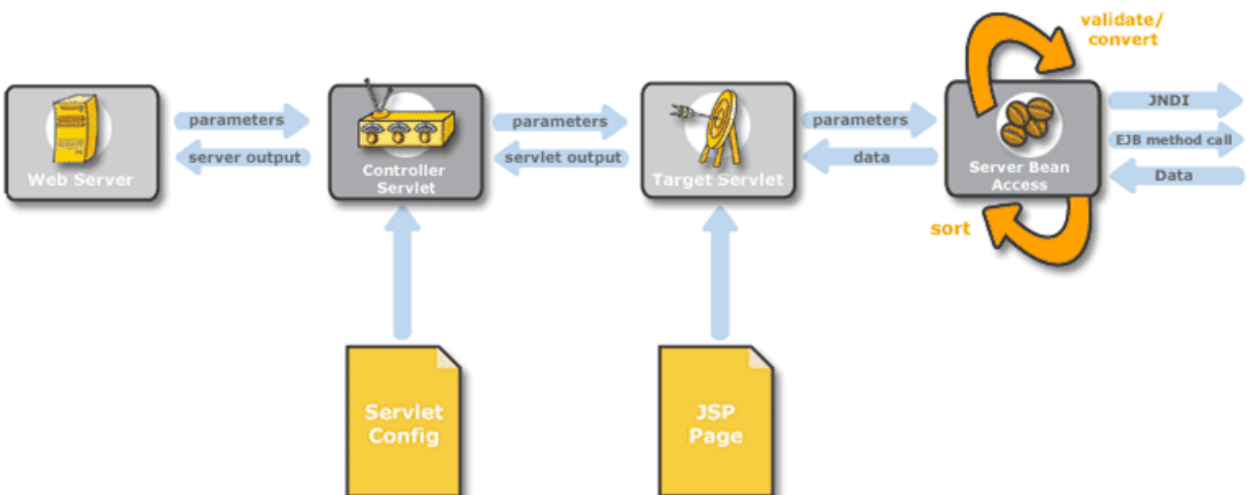 validate/
convert
parameters
server output
Web Server
Controller
Servlet
parameters
servlet output
Target Servlet
parameters
data
Server Bean
Access
JNDI
EJB method call
Data
sort
Servlet
Config
JSP
Page